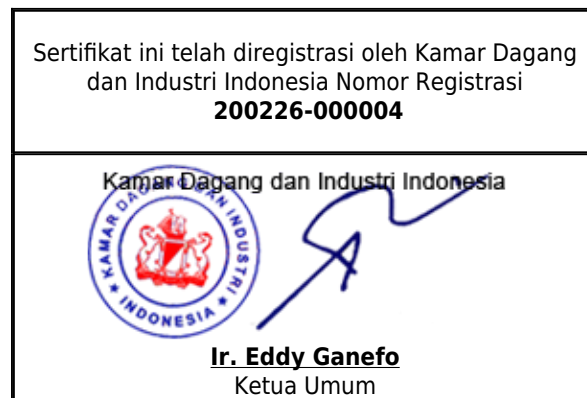 Sertifikat ini telah diregistrasi oleh Kamar Dagang
dan Industri Indonesia Nomor Registrasi
200226-000004
Kamar Dagang dan Industri Indonesia
KAMAR DAGANG DAN INDUSTRI
INDONESIA
Ir. Eddy Ganefo
Ketua Umum